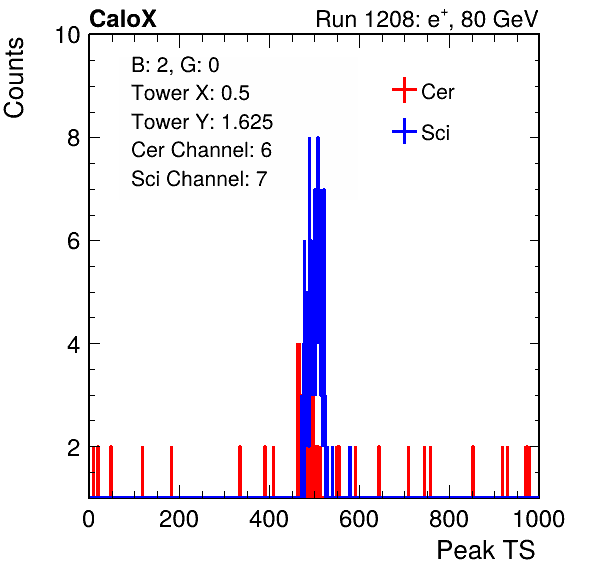 CaloX Run 1208: e⁺, 80 GeV
Counts
10
8
6
4
2
B: 2, G: 0
Tower X: 0.5
Tower Y: 1.625
Cer Channel: 6
Sci Channel: 7
Cer
Sci
0 200 400 600 800 1000
Peak TS